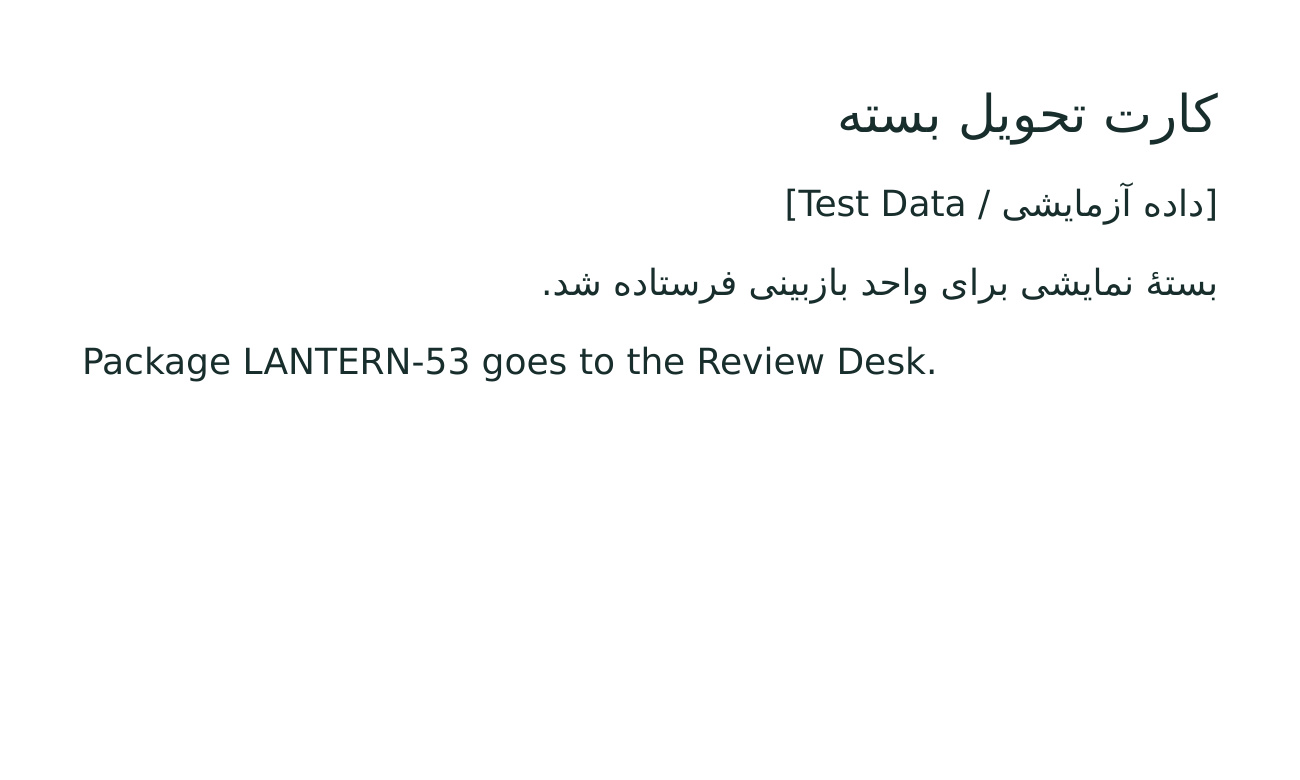 کارت تحویل بسته
[داده آزمایشی / Test Data]
بستهٔ نمایشی برای واحد بازبینی فرستاده شد.
Package LANTERN-53 goes to the Review Desk.